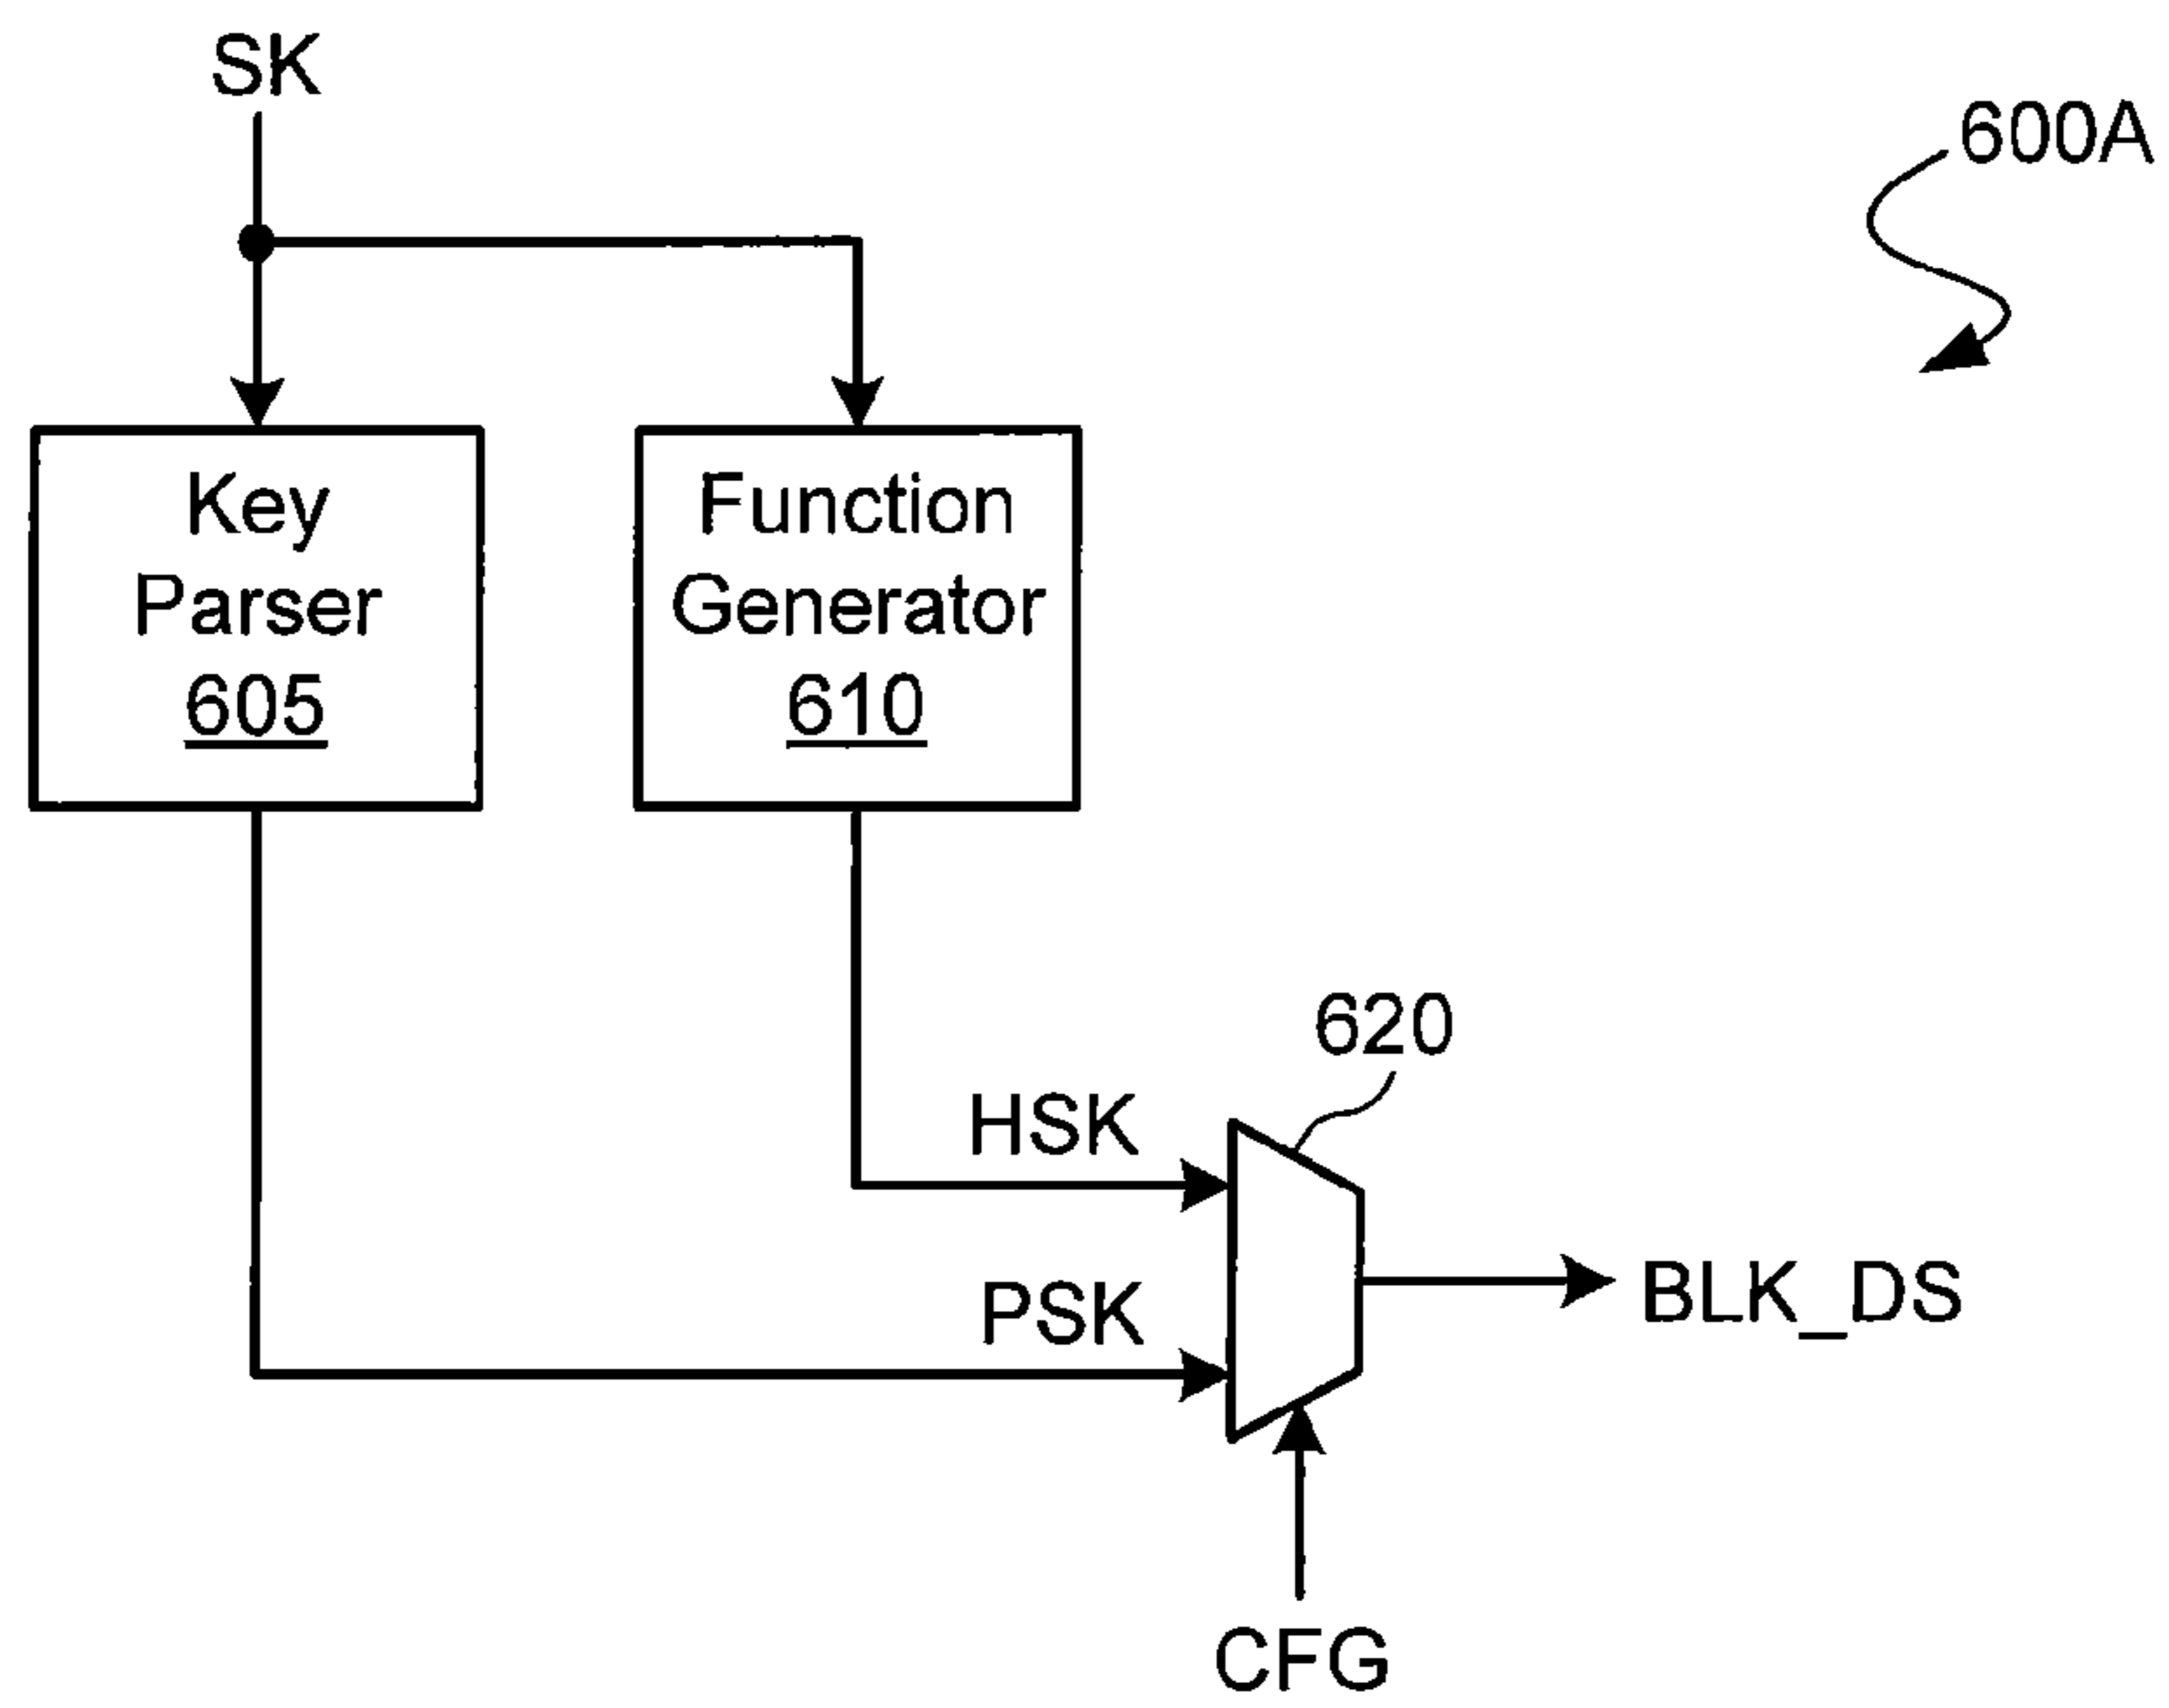 SK
600A
Key
Parser
605
Function
Generator
610
620
HSK
PSK
BLK_DS
CFG